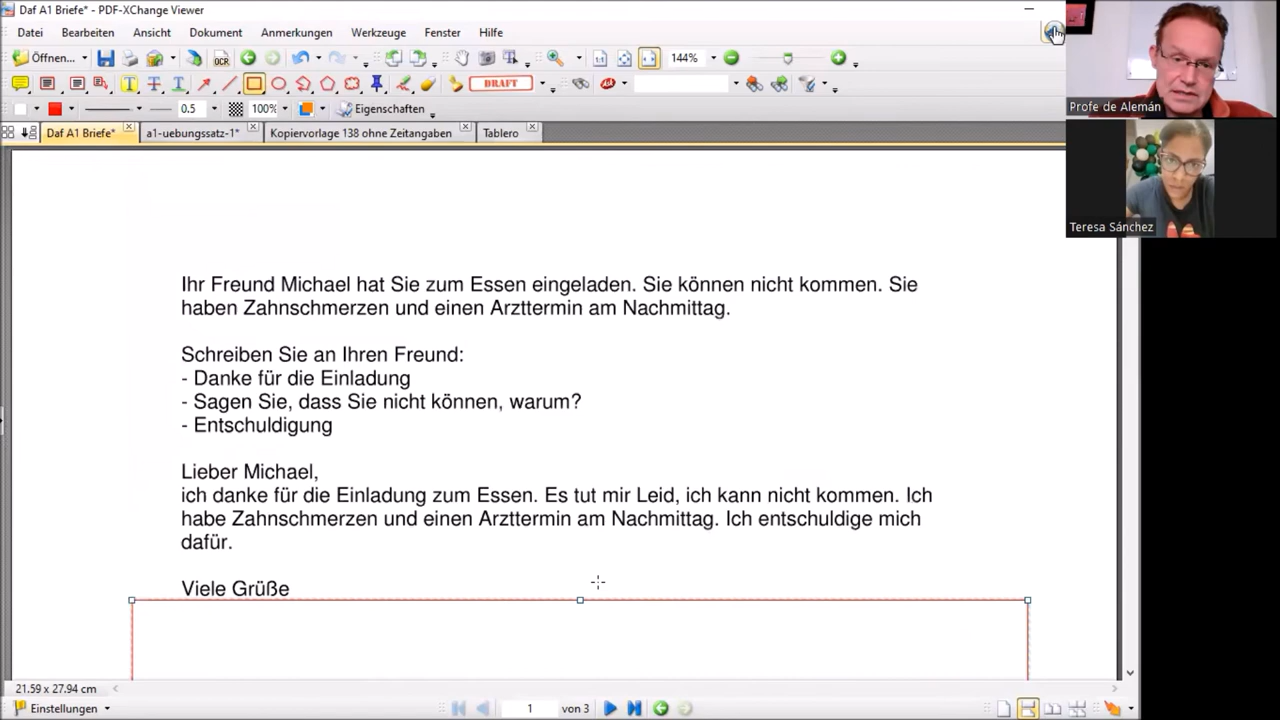 Daf A1 Briefe* - PDF-XChange Viewer
Datei Bearbeiten Ansicht Dokument Anmerkungen Werkzeuge Fenster Hilfe
Öffnen... OCR 144%
DRAFT
0.5 100% Eigenschaften
Daf A1 Briefe* a1-uebungssatz-1* Kopiervorlage 138 ohne Zeitangaben Tablero
Profe de Alemán
Teresa Sánchez
Ihr Freund Michael hat Sie zum Essen eingeladen. Sie können nicht kommen. Sie
haben Zahnschmerzen und einen Arzttermin am Nachmittag.
Schreiben Sie an Ihren Freund:
- Danke für die Einladung
- Sagen Sie, dass Sie nicht können, warum?
- Entschuldigung
Lieber Michael,
ich danke für die Einladung zum Essen. Es tut mir Leid, ich kann nicht kommen. Ich
habe Zahnschmerzen und einen Arzttermin am Nachmittag. Ich entschuldige mich
dafür.
Viele Grüße
21.59 x 27.94 cm
Einstellungen 1 von 3